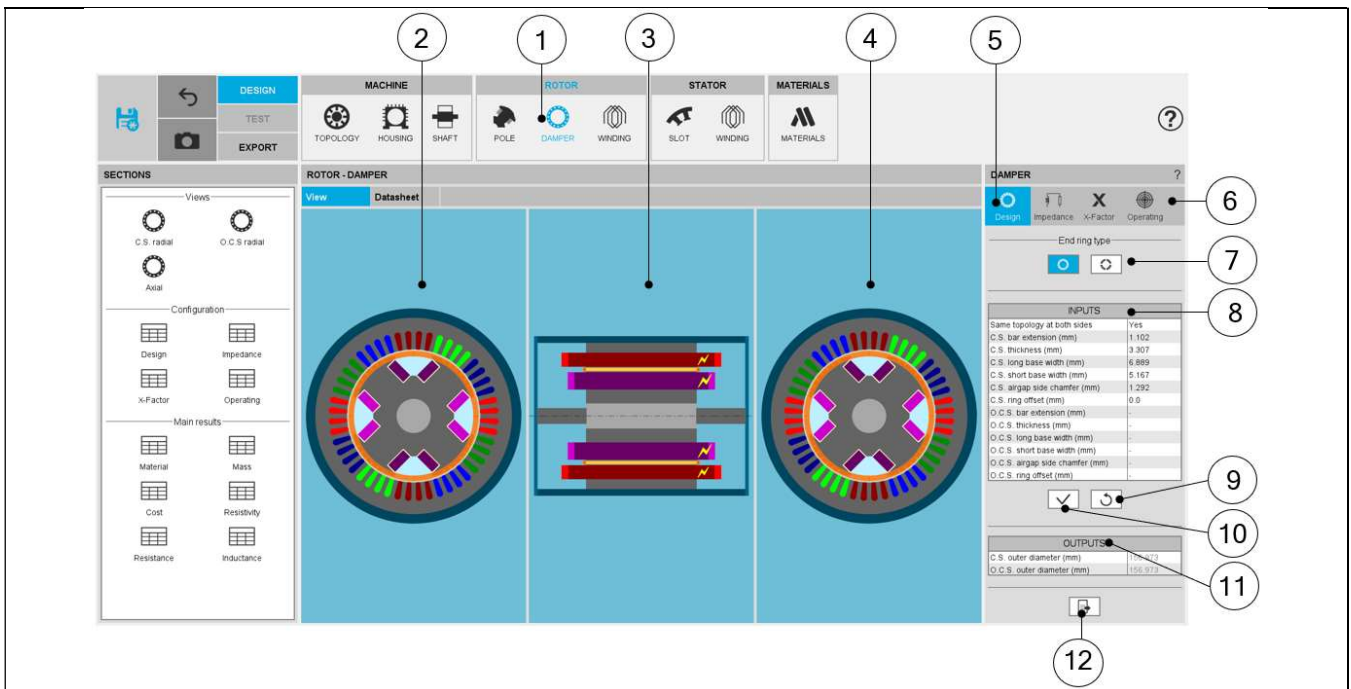 2
1
3
4
5
DESIGN
TEST
EXPORT
MACHINE
TOPOLOGY
HOUSING
SHAFT
ROTOR
POLE
DAMPER
WINDING
STATOR
SLOT
WINDING
MATERIALS
MATERIALS
?
SECTIONS
Views
C.S. radial
O.C.S radial
Axial
Configuration
Design
Impedance
X-Factor
Operating
Main results
Material
Mass
Cost
Resistivity
Resistance
Inductance
ROTOR - DAMPER
View
Datasheet
DAMPER
?
Design
Impedance
X
X-Factor
Operating
6
End ring type
7
INPUTS
8
Same topology at both sides Yes
C.S. bar extension (mm) 1.102
C.S. thickness (mm) 3.307
C.S. long base width (mm) 6.889
C.S. short base width (mm) 5.167
C.S. airgap side chamfer (mm) 1.292
C.S. ring offset (mm) 0.0
O.C.S. bar extension (mm) -
O.C.S. thickness (mm) -
O.C.S. long base width (mm) -
O.C.S. short base width (mm) -
O.C.S. airgap side chamfer (mm) -
O.C.S. ring offset (mm) -
9
10
OUTPUTS
C.S. outer diameter (mm)
O.C.S. outer diameter (mm) 156.973
11
12